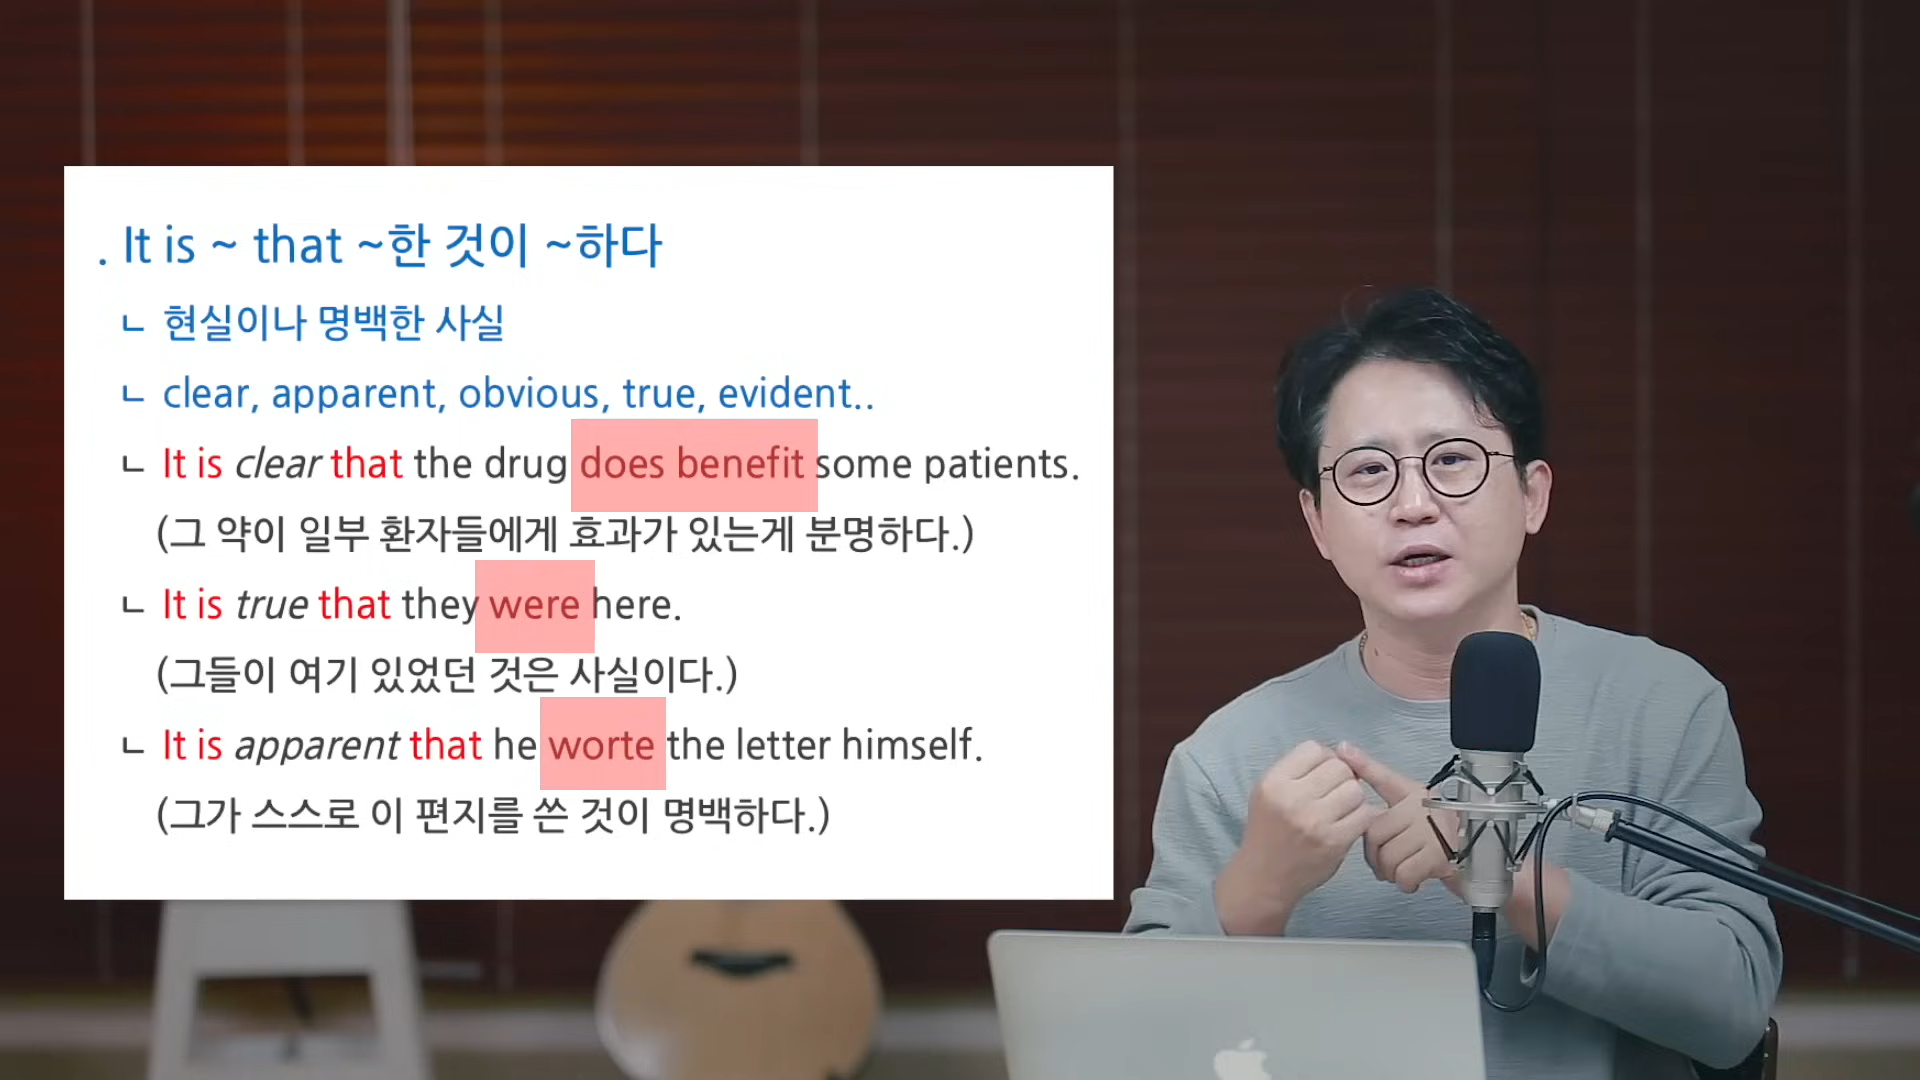 . It is ~ that ~한 것이 ~하다
ㄴ 현실이나 명백한 사실
ㄴ clear, apparent, obvious, true, evident..
ㄴ It is clear that the drug does benefit some patients.
(그 약이 일부 환자들에게 효과가 있는게 분명하다.)
ㄴ It is true that they were here.
(그들이 여기 있었던 것은 사실이다.)
ㄴ It is apparent that he worte the letter himself.
(그가 스스로 이 편지를 쓴 것이 명백하다.)